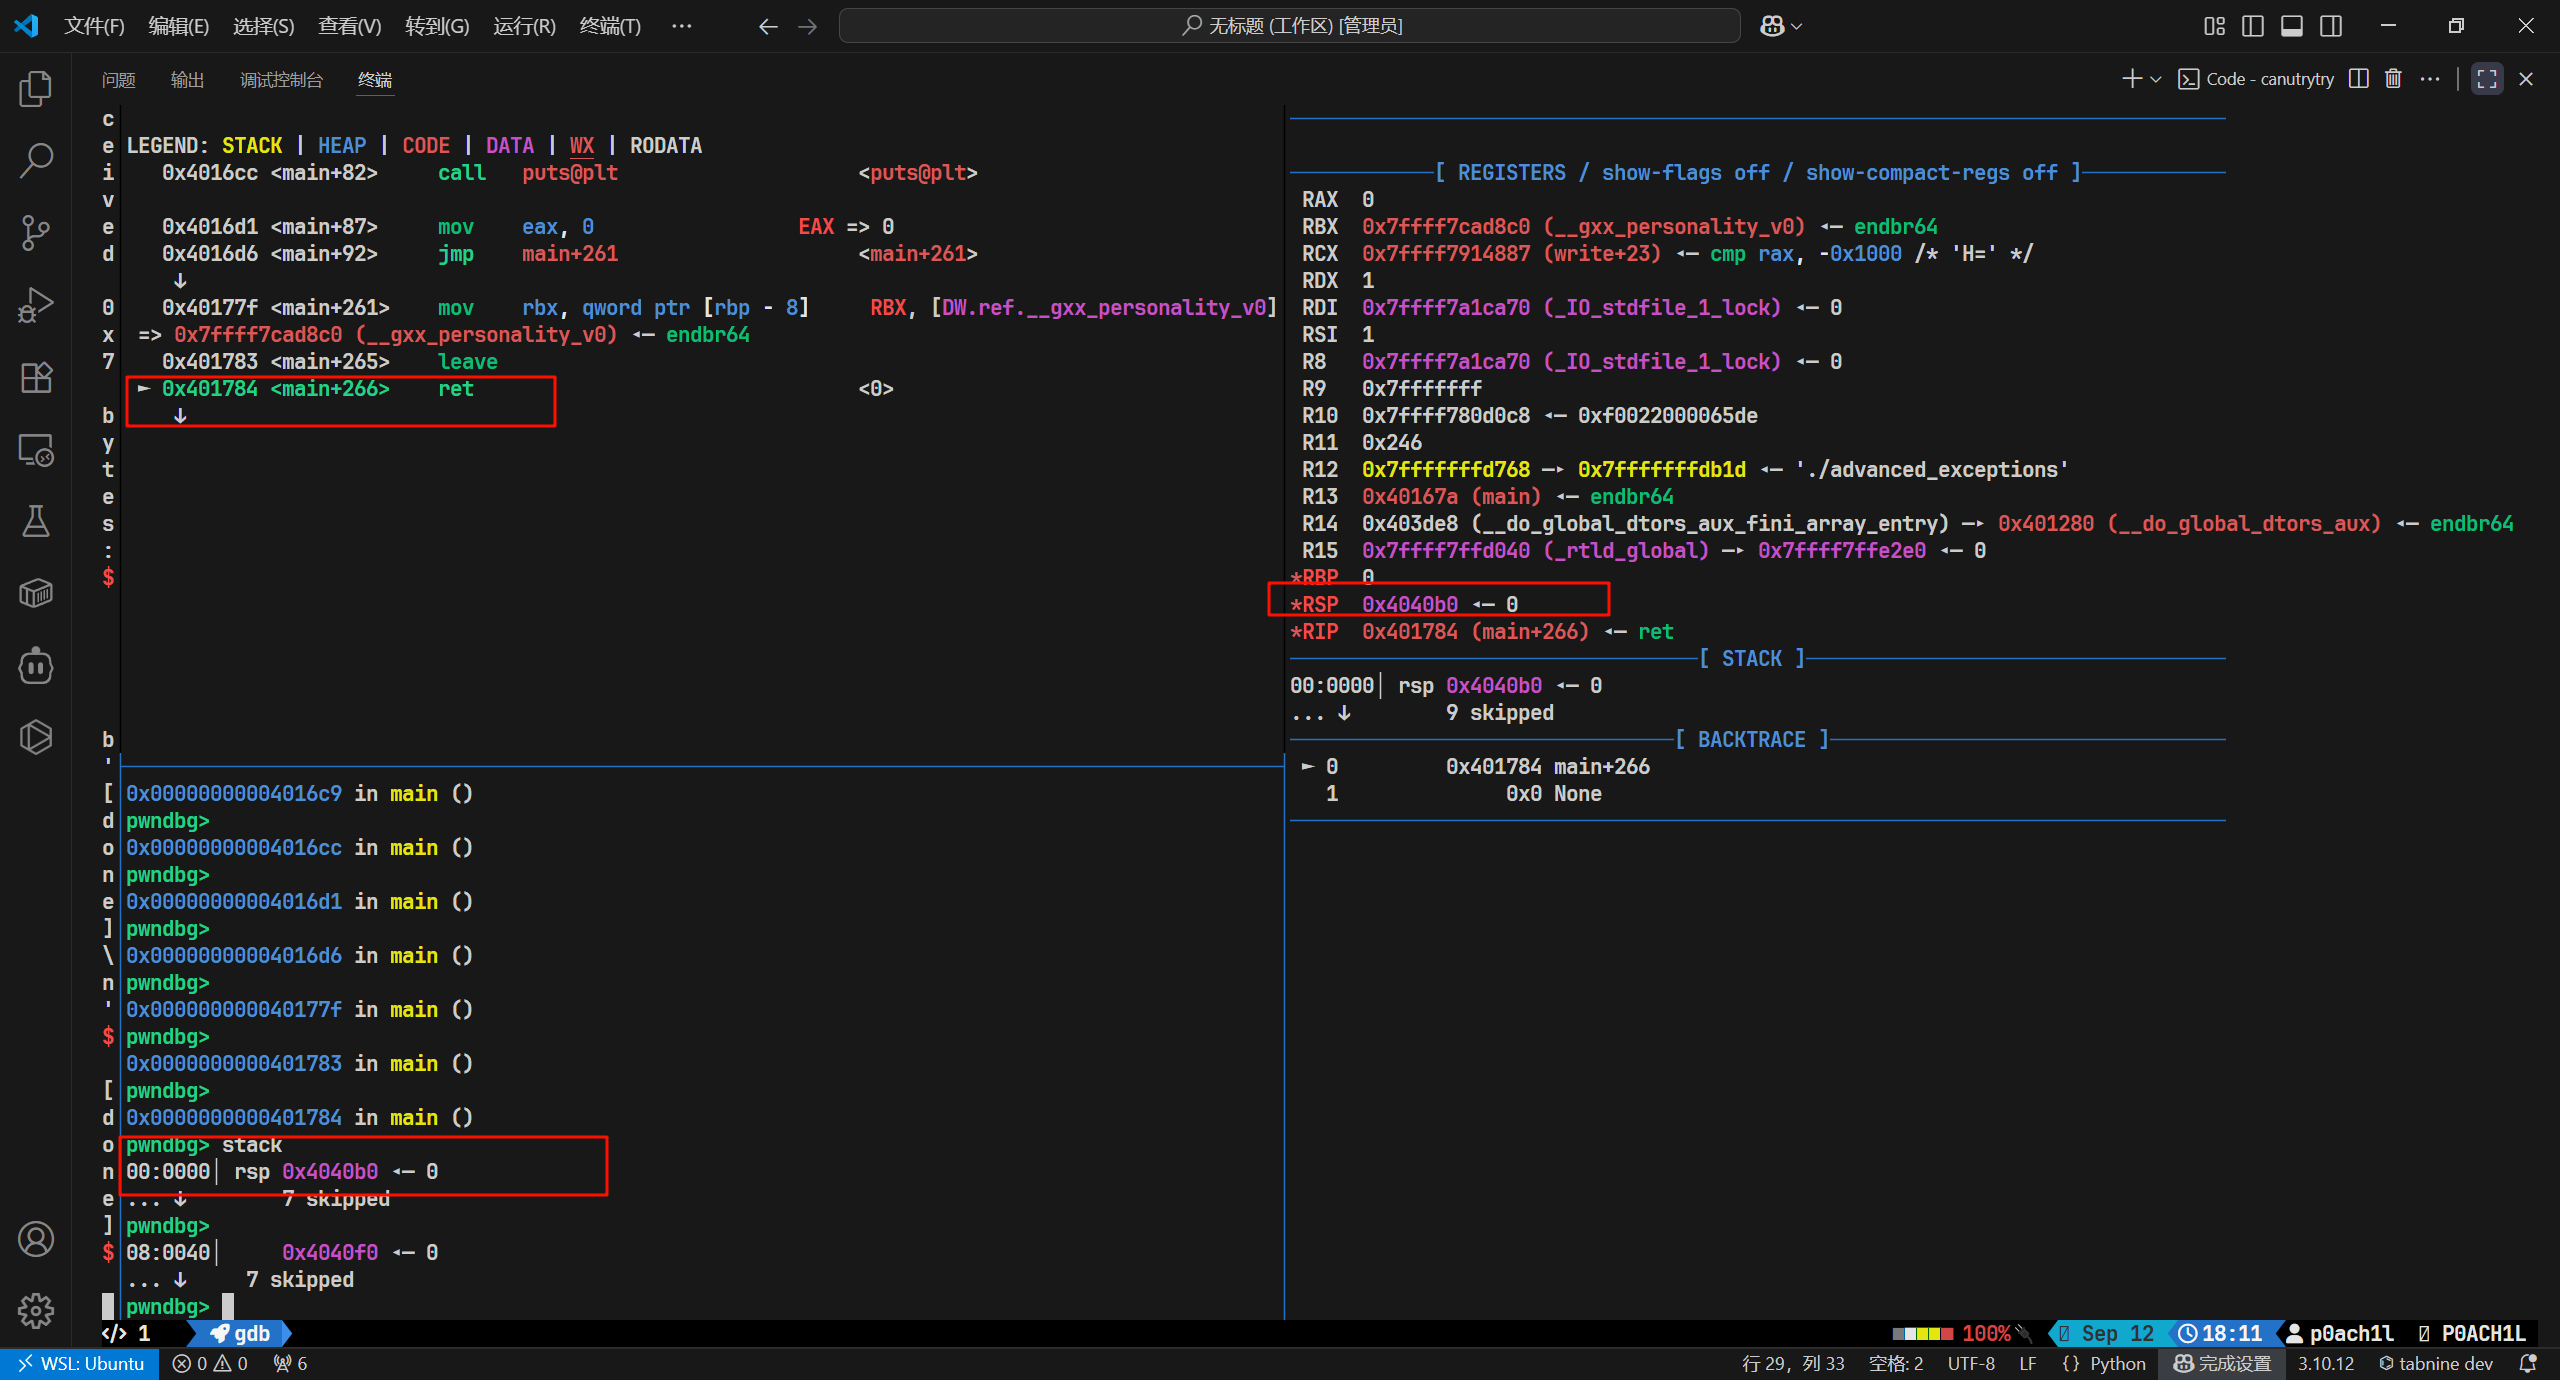 文件(F) 编辑(E) 选择(S) 查看(V) 转到(G) 运行(R) 终端(T) ··· 无标题 (工作区) [管理员]
问题 输出 调试控制台 终端 Code - canutrytry
c
e
i
v
e
d
0
x
7
b
y
t
e
s
:
$
b
'
[
d
o
n
e
]
\
n
'
$
[
d
o
n
e
]
$
LEGEND: STACK | HEAP | CODE | DATA | WX | RODATA
0x4016cc <main+82> call puts@plt <puts@plt>
0x4016d1 <main+87> mov eax, 0 EAX => 0
0x4016d6 <main+92> jmp main+261 <main+261>
↓
0x40177f <main+261> mov rbx, qword ptr [rbp - 8] RBX, [DW.ref.__gxx_personality_v0]
=> 0x7ffff7cad8c0 (__gxx_personality_v0) ◂— endbr64
0x401783 <main+265> leave
► 0x401784 <main+266> ret <0>
↓
0x00000000004016c9 in main ()
pwndbg>
0x00000000004016cc in main ()
pwndbg>
0x00000000004016d1 in main ()
pwndbg>
0x00000000004016d6 in main ()
pwndbg>
0x000000000040177f in main ()
pwndbg>
0x0000000000401783 in main ()
pwndbg>
0x0000000000401784 in main ()
pwndbg> stack
00:0000│ rsp 0x4040b0 ◂— 0
... ↓ 7 skipped
pwndbg>
08:0040│ 0x4040f0 ◂— 0
... ↓ 7 skipped
pwndbg>
[ REGISTERS / show-flags off / show-compact-regs off ]
RAX 0
RBX 0x7ffff7cad8c0 (__gxx_personality_v0) ◂— endbr64
RCX 0x7ffff7914887 (write+23) ◂— cmp rax, -0x1000 /* 'H=' */
RDX 1
RDI 0x7ffff7a1ca70 (_IO_stdfile_1_lock) ◂— 0
RSI 1
R8 0x7ffff7a1ca70 (_IO_stdfile_1_lock) ◂— 0
R9 0x7fffffff
R10 0x7ffff780d0c8 ◂— 0xf0022000065de
R11 0x246
R12 0x7fffffffd768 —▸ 0x7fffffffdb1d ◂— './advanced_exceptions'
R13 0x40167a (main) ◂— endbr64
R14 0x403de8 (__do_global_dtors_aux_fini_array_entry) —▸ 0x401280 (__do_global_dtors_aux) ◂— endbr64
R15 0x7ffff7ffd040 (_rtld_global) —▸ 0x7ffff7ffe2e0 ◂— 0
*RBP 0
*RSP 0x4040b0 ◂— 0
*RIP 0x401784 (main+266) ◂— ret
[ STACK ]
00:0000│ rsp 0x4040b0 ◂— 0
... ↓ 9 skipped
[ BACKTRACE ]
► 0 0x401784 main+266
1 0x0 None
</> 1 gdb 100% Sep 12 18:11 p0ach1l P0ACH1L
WSL: Ubuntu 0 0 6 行 29，列 33 空格: 2 UTF-8 LF {} Python 完成设置 3.10.12 tabnine dev